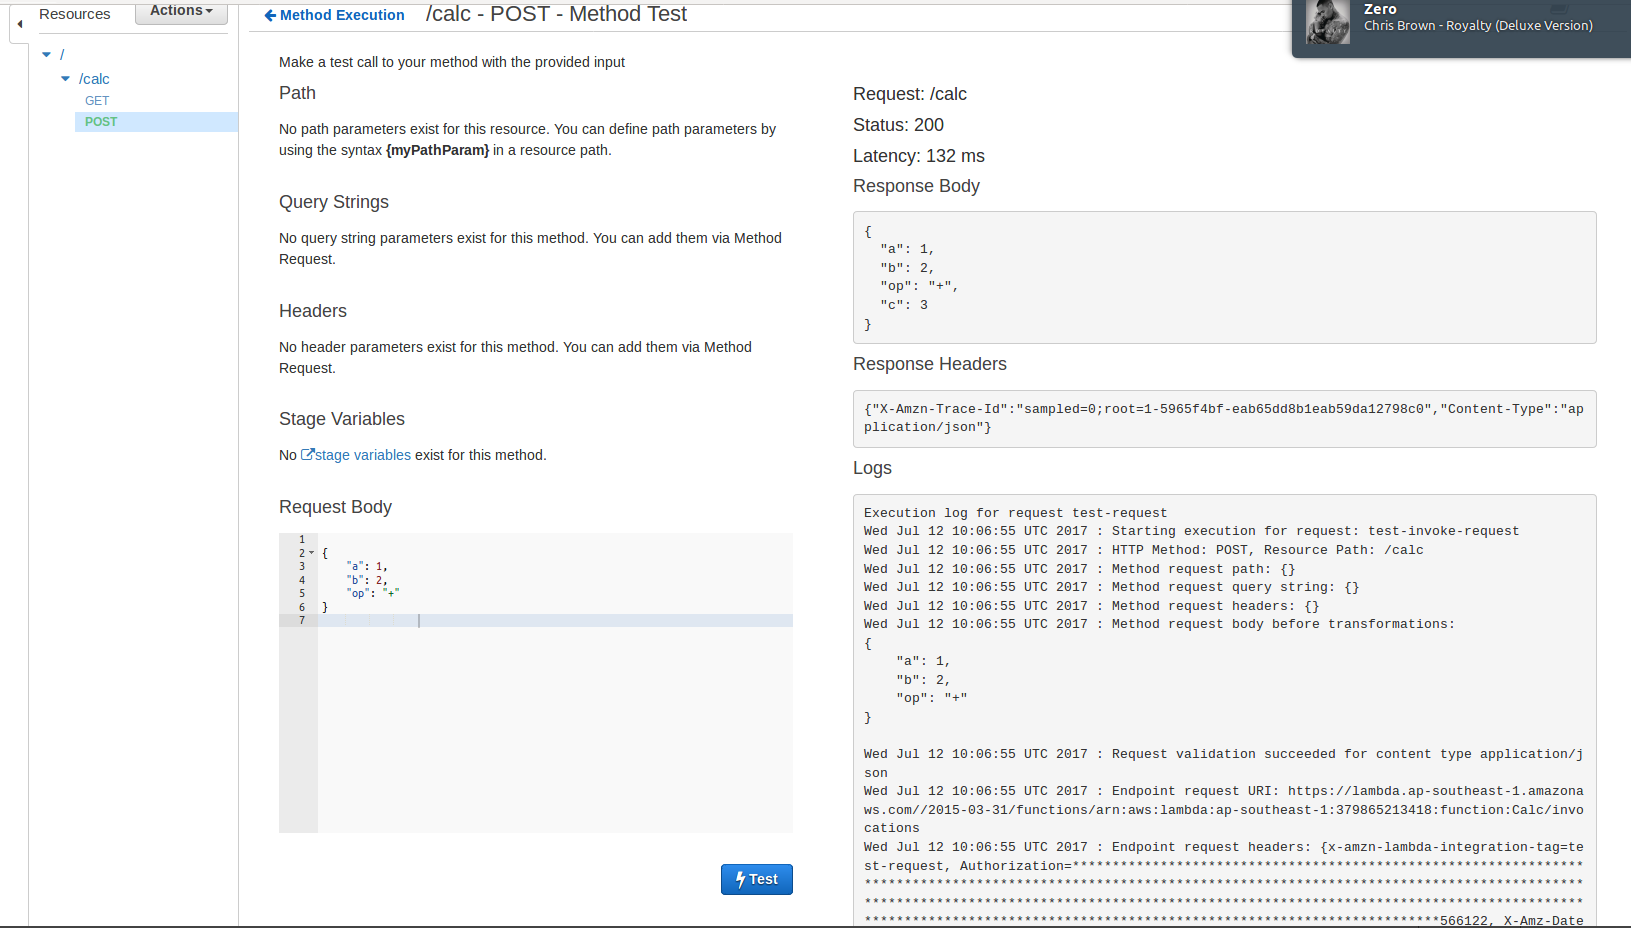 Resources
Actions
/
/calc
GET
POST
Method Execution
/calc - POST - Method Test
Zero
Chris Brown - Royalty (Deluxe Version)
Make a test call to your method with the provided input
Path
No path parameters exist for this resource. You can define path parameters by
using the syntax {myPathParam} in a resource path.
Query Strings
No query string parameters exist for this method. You can add them via Method
Request.
Headers
No header parameters exist for this method. You can add them via Method
Request.
Stage Variables
No stage variables exist for this method.
Request Body
1
2 {
3 "a": 1,
4 "b": 2,
5 "op": "+"
6 }
7
Test
Request: /calc
Status: 200
Latency: 132 ms
Response Body
{
"a": 1,
"b": 2,
"op": "+",
"c": 3
}
Response Headers
{"X-Amzn-Trace-Id":"sampled=0;root=1-5965f4bf-eab65dd8b1eab59da12798c0","Content-Type":"ap
plication/json"}
Logs
Execution log for request test-request
Wed Jul 12 10:06:55 UTC 2017 : Starting execution for request: test-invoke-request
Wed Jul 12 10:06:55 UTC 2017 : HTTP Method: POST, Resource Path: /calc
Wed Jul 12 10:06:55 UTC 2017 : Method request path: {}
Wed Jul 12 10:06:55 UTC 2017 : Method request query string: {}
Wed Jul 12 10:06:55 UTC 2017 : Method request headers: {}
Wed Jul 12 10:06:55 UTC 2017 : Method request body before transformations:
{
"a": 1,
"b": 2,
"op": "+"
}
Wed Jul 12 10:06:55 UTC 2017 : Request validation succeeded for content type application/j
son
Wed Jul 12 10:06:55 UTC 2017 : Endpoint request URI: https://lambda.ap-southeast-1.amazona
ws.com//2015-03-31/functions/arn:aws:lambda:ap-southeast-1:379865213418:function:Calc/invo
cations
Wed Jul 12 10:06:55 UTC 2017 : Endpoint request headers: {x-amzn-lambda-integration-tag=te
st-request, Authorization=****************************************************************
******************************************************************************************
******************************************************************************************
************************************************************************566122, X-Amz-Date